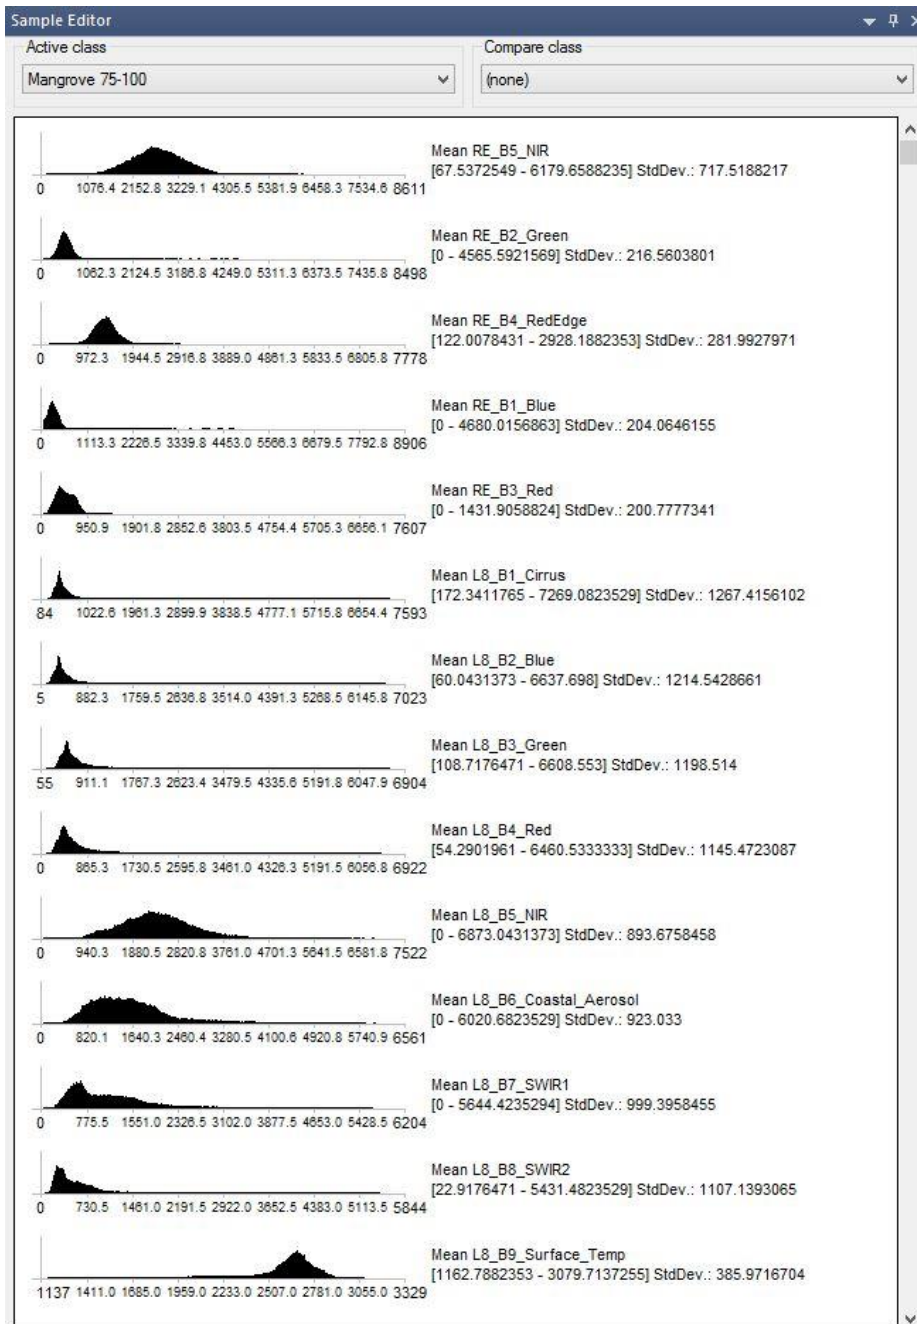 Sample Editor
Active class
Compare class
Mangrove 75-100
(none)
Mean RE_B5_NIR
[67.5372549 - 6179.6588235] StdDev.: 717.5188217
0 1076.4 2152.8 3229.1 4305.5 5381.9 6458.3 7534.6 8611
Mean RE_B2_Green
[0 - 4565.5921569] StdDev.: 216.5603801
0 1062.3 2124.5 3186.8 4249.0 5311.3 6373.5 7435.8 8498
Mean RE_B4_RedEdge
[122.0078431 - 2928.1882353] StdDev.: 281.9927971
0 972.3 1944.5 2916.8 3889.0 4861.3 5833.5 6805.8 7778
Mean RE_B1_Blue
[0 - 4680.0156863] StdDev.: 204.0646155
0 1113.3 2226.5 3339.8 4453.0 5566.3 6679.5 7792.8 8906
Mean RE_B3_Red
[0 - 1431.9058824] StdDev.: 200.7777341
0 950.9 1901.8 2852.6 3803.5 4754.4 5705.3 6656.1 7607
Mean L8_B1_Cirrus
[172.3411765 - 7269.0823529] StdDev.: 1267.4156102
84 1022.6 1961.3 2899.9 3838.5 4777.1 5715.8 6654.4 7593
Mean L8_B2_Blue
[60.0431373 - 6637.698] StdDev.: 1214.5428661
5 882.3 1759.5 2636.8 3514.0 4391.3 5268.5 6145.8 7023
Mean L8_B3_Green
[108.7176471 - 6608.553] StdDev.: 1198.514
55 911.1 1767.3 2623.4 3479.5 4335.6 5191.8 6047.9 6904
Mean L8_B4_Red
[54.2901961 - 6460.5333333] StdDev.: 1145.4723087
0 865.3 1730.5 2595.8 3461.0 4326.3 5191.5 6056.8 6922
Mean L8_B5_NIR
[0 - 6873.0431373] StdDev.: 893.6758458
0 940.3 1880.5 2820.8 3761.0 4701.3 5641.5 6581.8 7522
Mean L8_B6_Coastal_Aerosol
[0 - 6020.6823529] StdDev.: 923.033
0 820.1 1640.3 2460.4 3280.5 4100.6 4920.8 5740.9 6561
Mean L8_B7_SWIR1
[0 - 5644.4235294] StdDev.: 999.3958455
0 775.5 1551.0 2326.5 3102.0 3877.5 4653.0 5428.5 6204
Mean L8_B8_SWIR2
[22.9176471 - 5431.4823529] StdDev.: 1107.1393065
0 730.5 1461.0 2191.5 2922.0 3652.5 4383.0 5113.5 5844
Mean L8_B9_Surface_Temp
[1162.7882353 - 3079.7137255] StdDev.: 385.9716704
1137 1411.0 1685.0 1959.0 2233.0 2507.0 2781.0 3055.0 3329